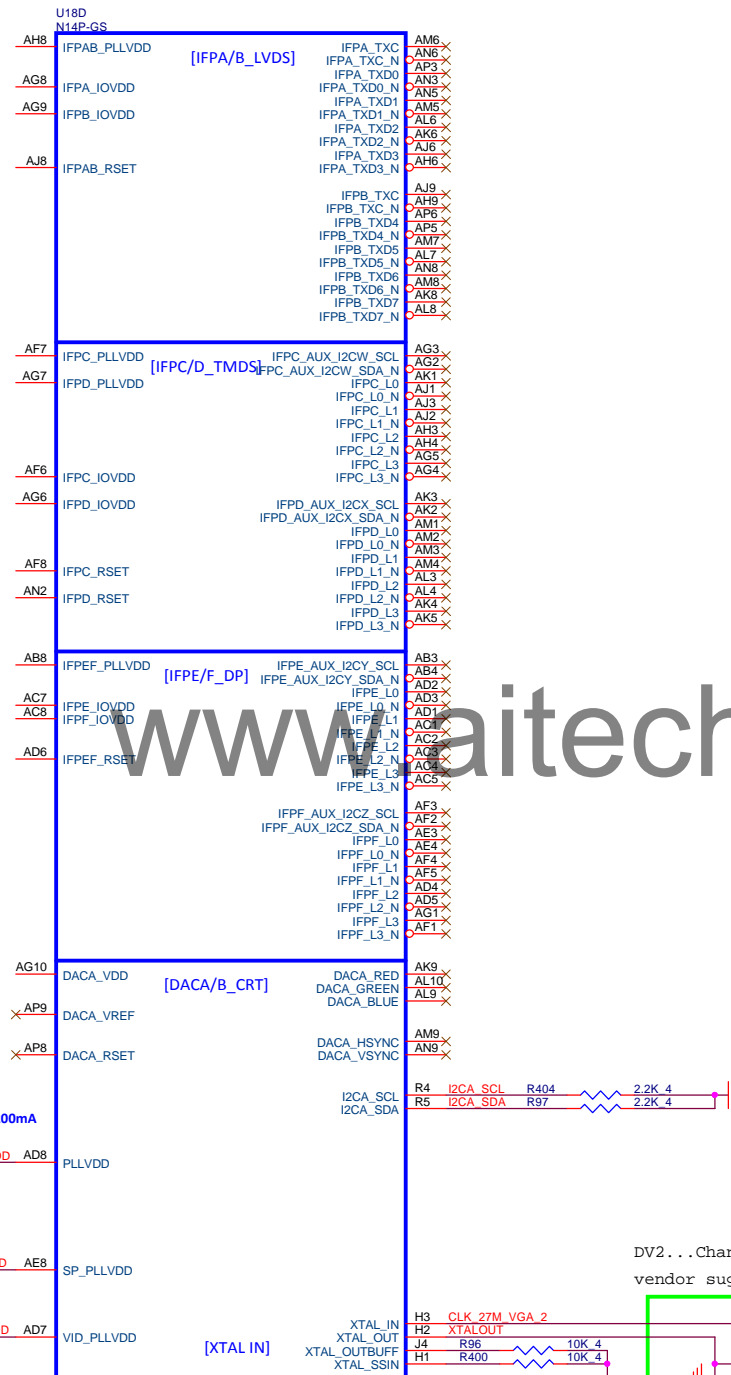 U18D
N14P-GS
AH8 IFPAB_PLLVDD [IFPA/B_LVDS] IFPA_TXC AM6
IFPA_TXC_N AN6
IFPA_TXD0 AP3
AG8 IFPA_IOVDD IFPA_TXD0_N AN3
IFPA_TXD1 AN5
AG9 IFPB_IOVDD IFPA_TXD1_N AM5
IFPA_TXD2 AL6
IFPA_TXD2_N AK6
IFPA_TXD3 AJ6
AJ8 IFPAB_RSET IFPA_TXD3_N AH6
IFPB_TXC AJ9
IFPB_TXC_N AH9
IFPB_TXD4 AP6
IFPB_TXD4_N AP5
IFPB_TXD5 AM7
IFPB_TXD5_N AL7
IFPB_TXD6 AN8
IFPB_TXD6_N AM8
IFPB_TXD7 AK8
IFPB_TXD7_N AL8
AF7 IFPC_PLLVDD [IFPC/D_TMDS] IFPC_AUX_I2CW_SCL AG3
IFPC_AUX_I2CW_SDA_N AG2
AG7 IFPD_PLLVDD IFPC_L0 AK1
IFPC_L0_N AJ1
IFPC_L1 AJ3
IFPC_L1_N AJ2
IFPC_L2 AH3
IFPC_L2_N AH4
IFPC_L3 AG5
AF6 IFPC_IOVDD IFPC_L3_N AG4
AG6 IFPD_IOVDD IFPD_AUX_I2CX_SCL AK3
IFPD_AUX_I2CX_SDA_N AK2
IFPD_L0 AM1
IFPD_L0_N AM2
IFPD_L1 AM3
AF8 IFPC_RSET IFPD_L1_N AM4
IFPD_L2 AL3
AN2 IFPD_RSET IFPD_L2_N AL4
IFPD_L3 AK4
IFPD_L3_N AK5
AB8 IFPEF_PLLVDD [IFPE/F_DP] IFPE_AUX_I2CY_SCL AB3
IFPE_AUX_I2CY_SDA_N AB4
IFPE_L0 AD2
AC7 IFPE_IOVDD IFPE_L0_N AD3
AC8 IFPF_IOVDD IFPE_L1 AD1
IFPE_L1_N AC1
IFPE_L2 AC2
AD6 IFPEF_RSET IFPE_L2_N AC3
IFPE_L3 AC4
IFPE_L3_N AC5
www.aitech
IFPF_AUX_I2CZ_SCL AF3
IFPF_AUX_I2CZ_SDA_N AF2
IFPF_L0 AE3
IFPF_L0_N AE4
IFPF_L1 AF4
IFPF_L1_N AF5
IFPF_L2 AD4
IFPF_L2_N AD5
IFPF_L3 AG1
IFPF_L3_N AF1
AG10 DACA_VDD [DACA/B_CRT] DACA_RED AK9
DACA_GREEN AL10
DACA_BLUE AL9
AP9 DACA_VREF
DACA_HSYNC AM9
AP8 DACA_RSET DACA_VSYNC AN9
I2CA_SCL R4 I2CA_SCL R404 2.2K_4
I2CA_SDA R5 I2CA_SDA R97 2.2K_4
00mA
D AD8 PLLVDD
DV2...Char
D AE8 SP_PLLVDD
vendor sug
XTAL_IN H3 CLK_27M_VGA_2
D AD7 VID_PLLVDD XTAL_OUT H2 XTALOUT
[XTAL IN] XTAL_OUTBUFF J4 R96 10K_4
XTAL_SSIN H1 R400 10K_4